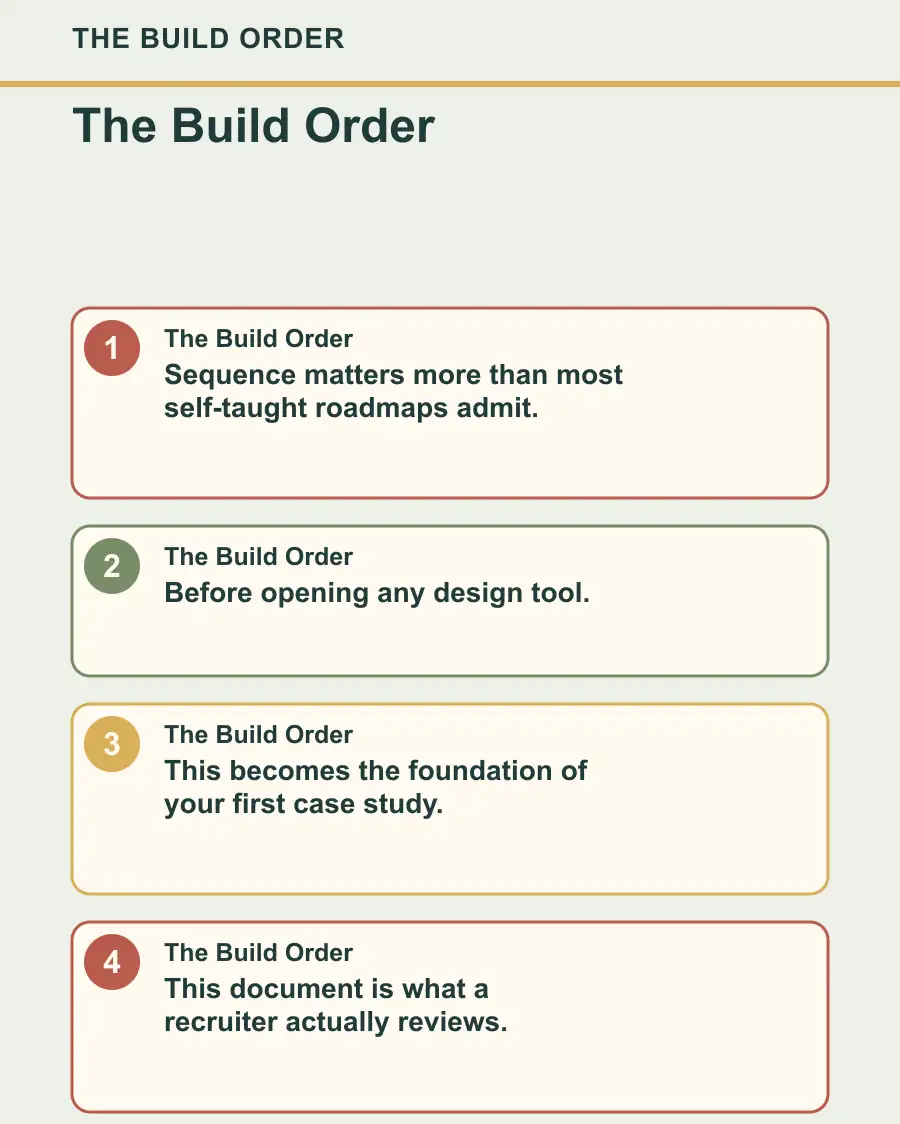 THE BUILD ORDER
The Build Order
1
The Build Order
Sequence matters more than most
self-taught roadmaps admit.
2
The Build Order
Before opening any design tool.
3
The Build Order
This becomes the foundation of
your first case study.
4
The Build Order
This document is what a
recruiter actually reviews.